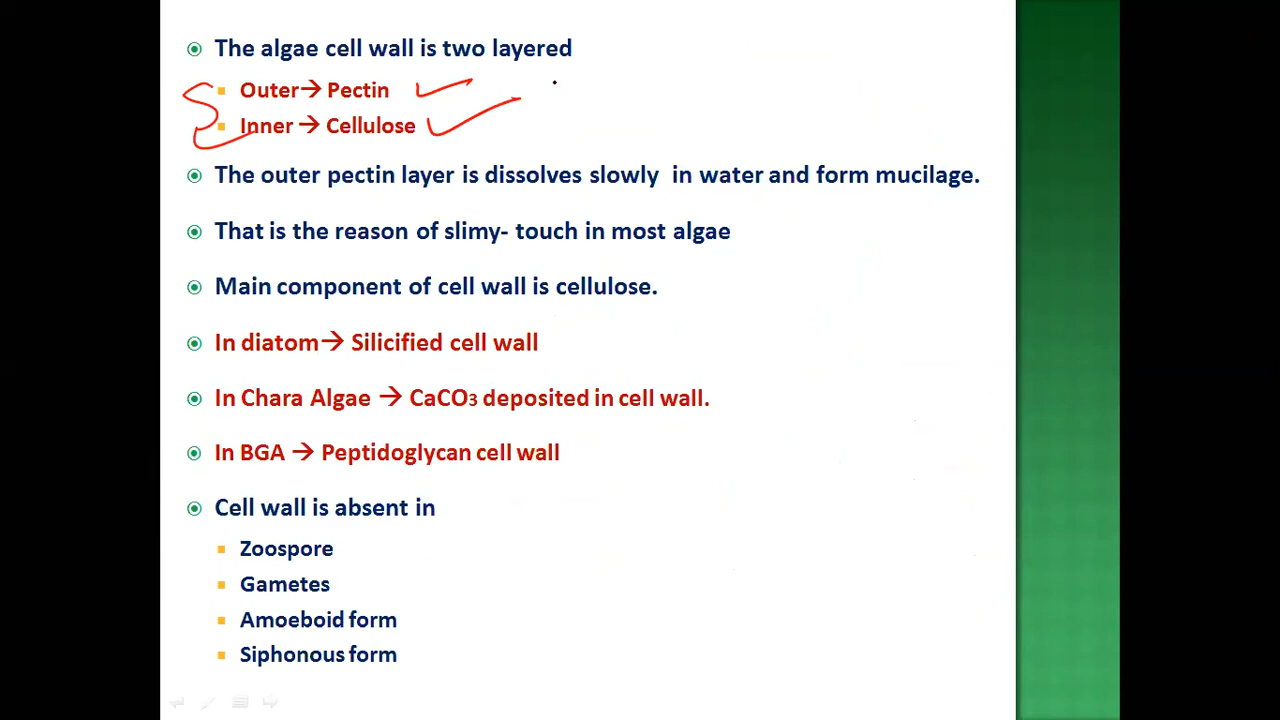 The algae cell wall is two layered
Outer→ Pectin
Inner → Cellulose
The outer pectin layer is dissolves slowly in water and form mucilage.
That is the reason of slimy- touch in most algae
Main component of cell wall is cellulose.
In diatom→ Silicified cell wall
In Chara Algae → CaCO3 deposited in cell wall.
In BGA → Peptidoglycan cell wall
Cell wall is absent in
Zoospore
Gametes
Amoeboid form
Siphonous form